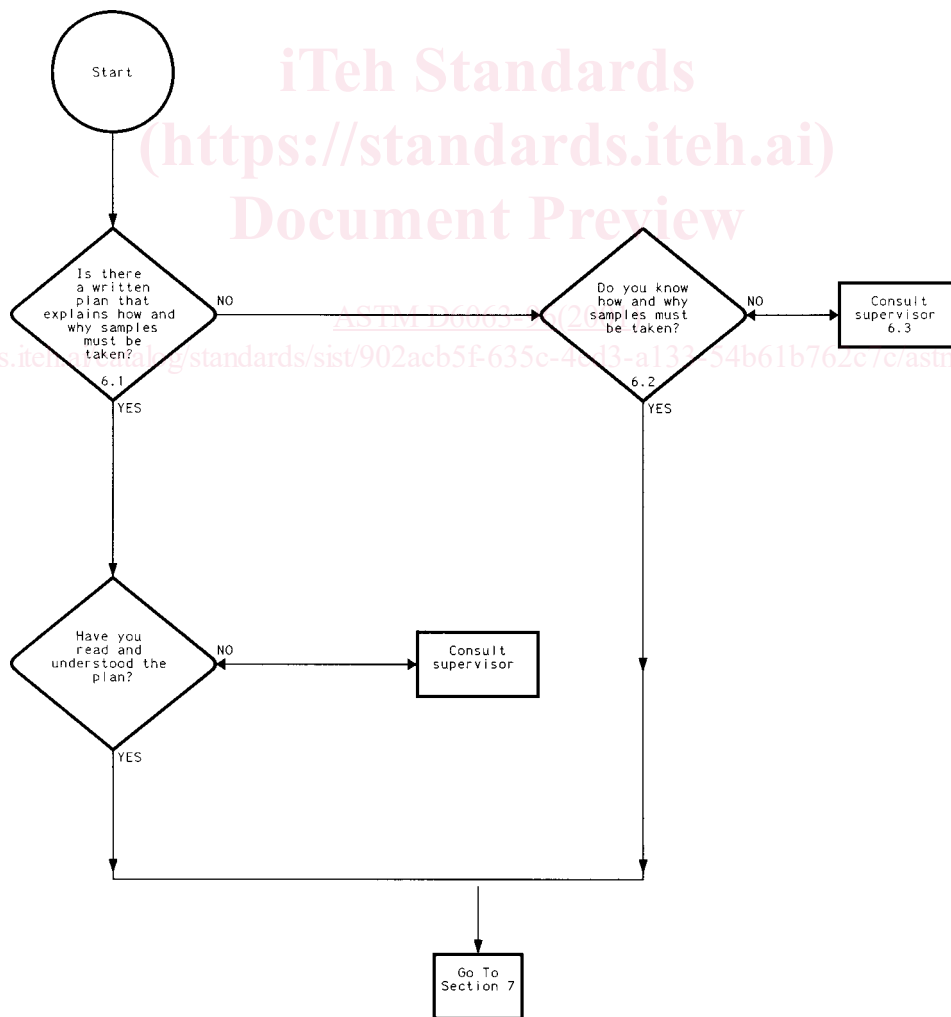 iTeh Standards
(https://standards.iteh.ai)
Document Preview
Start
Is there
a written
plan that
explains how and
why samples
must be
taken?
6.1
NO
YES
Do you know
how and why
samples must
be taken?
6.2
NO
YES
Consult
supervisor
6.3
Have you
read and
understood the
plan?
NO
YES
Consult
supervisor
Go To
Section 7